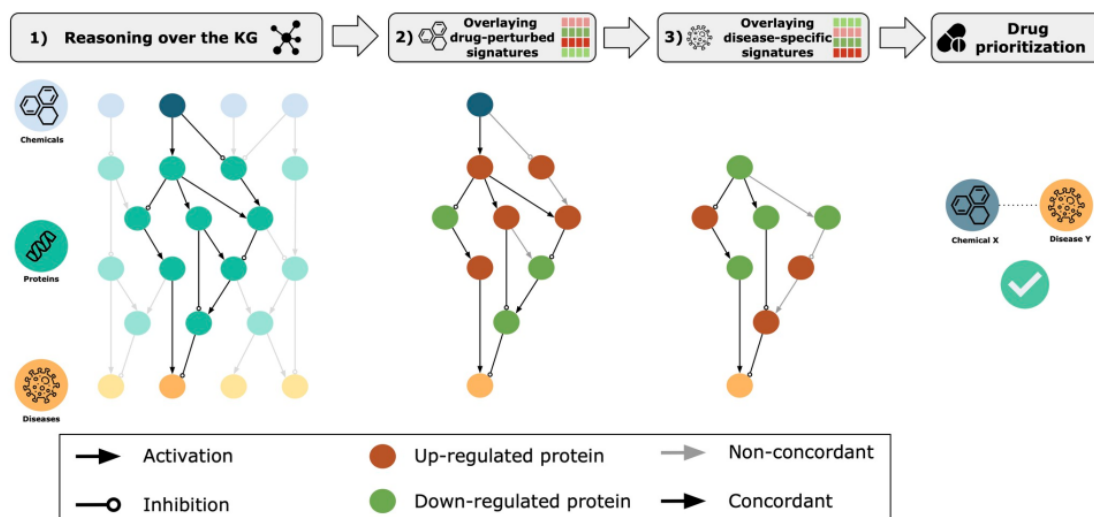 1) Reasoning over the KG
2) Overlaying
drug-perturbed
signatures
3) Overlaying
disease-specific
signatures
Drug
prioritization
Chemicals
Proteins
Diseases
Chemical X
Disease Y
Activation
Up-regulated protein
Non-concordant
Inhibition
Down-regulated protein
Concordant